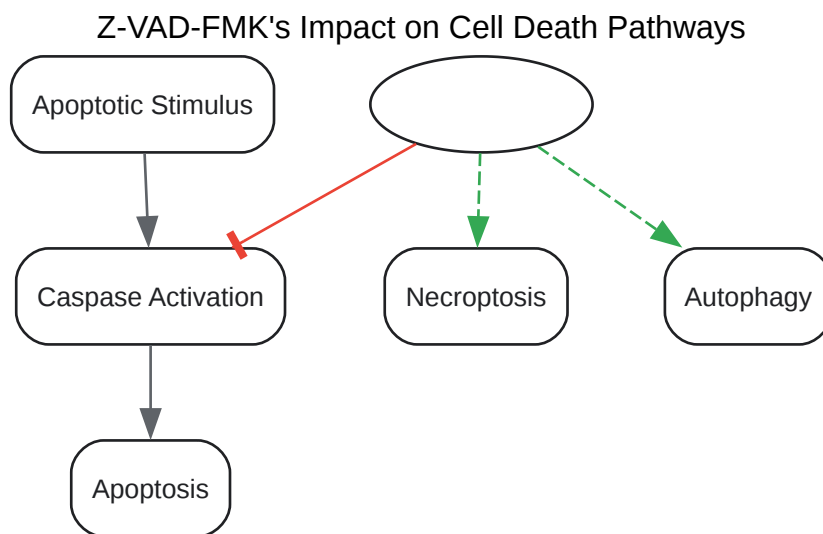 Z-VAD-FMK's Impact on Cell Death Pathways
Apoptotic Stimulus
Caspase Activation
Necroptosis
Autophagy
Apoptosis